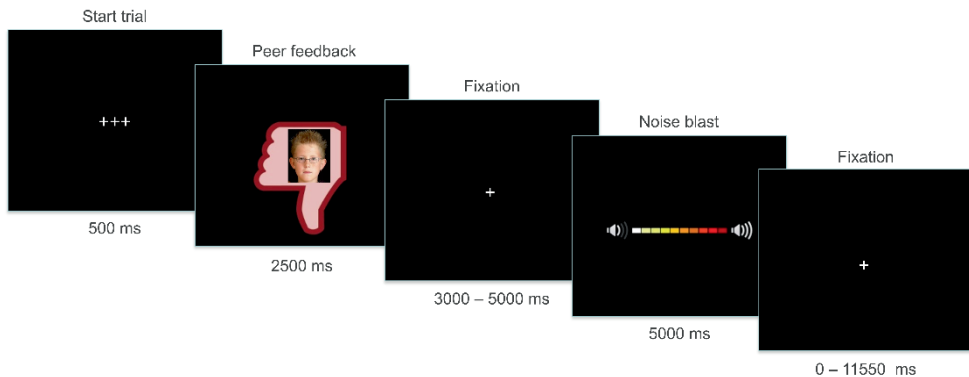 Start trial
+++
500 ms
Peer feedback
2500 ms
Fixation
+
3000 – 5000 ms
Noise blast
5000 ms
Fixation
+
0 – 11550 ms